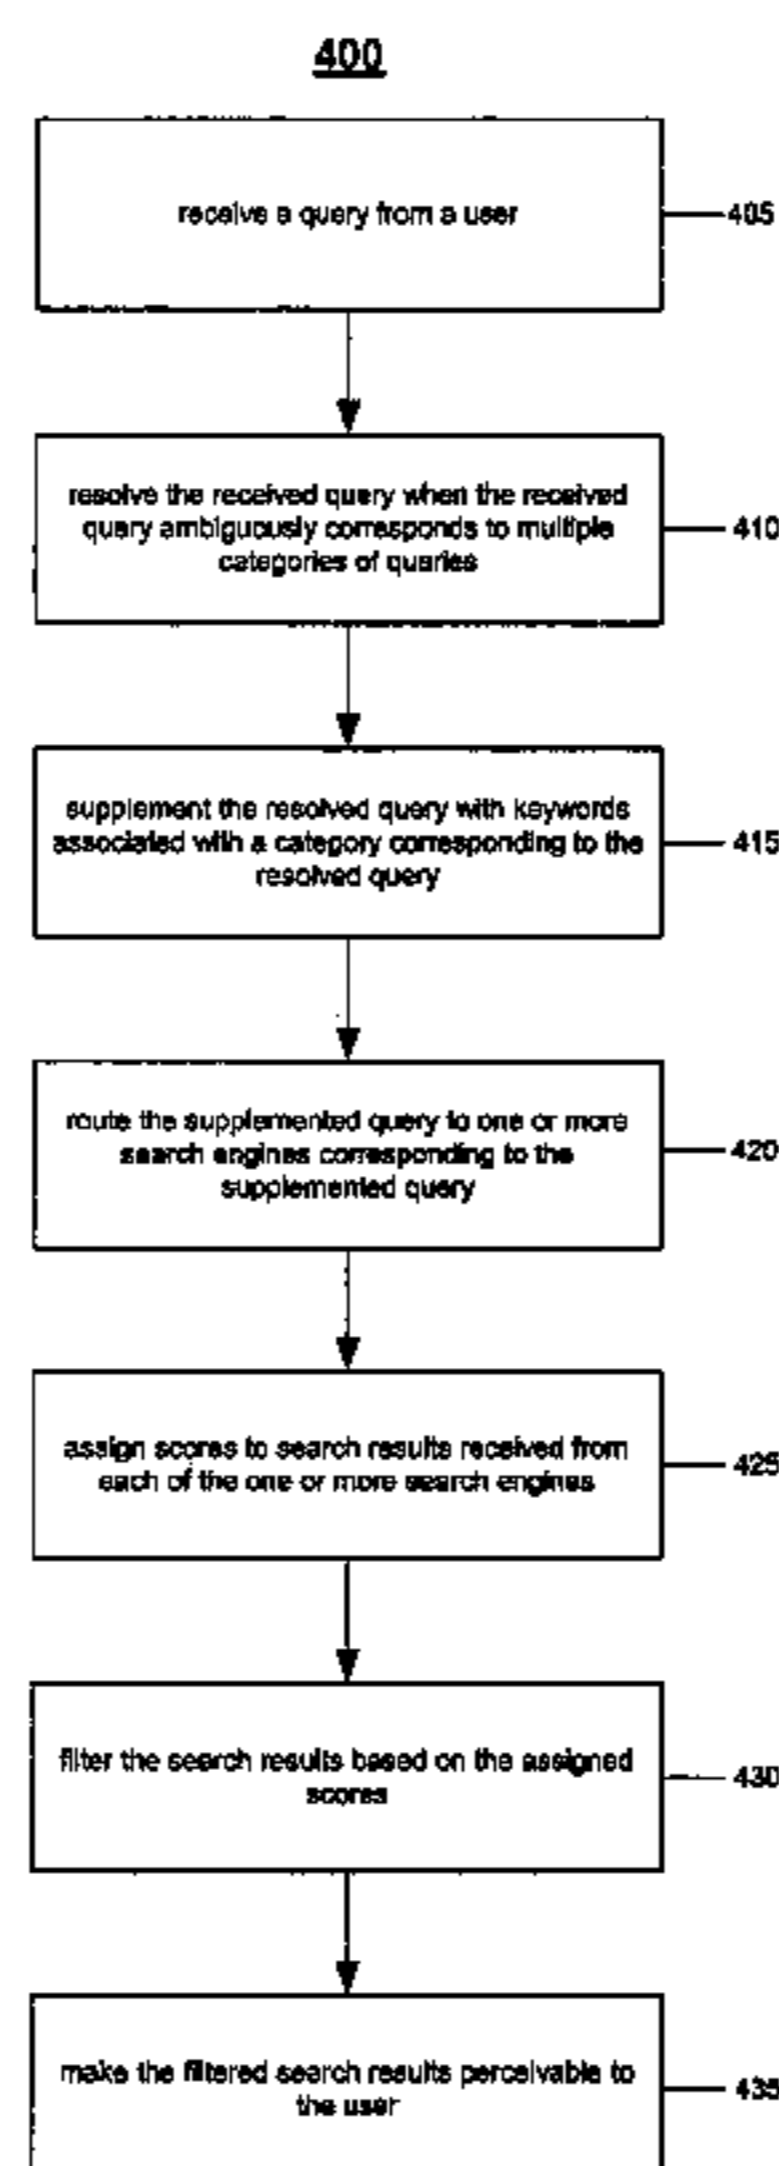 400
receive a query from a user
405
resolve the received query when the received
query ambiguously corresponds to multiple
categories of queries
410
supplement the resolved query with keywords
associated with a category corresponding to the
resolved query
415
route the supplemented query to one or more
search engines corresponding to the
supplemented query
420
assign scores to search results received from
each of the one or more search engines
425
filter the search results based on the assigned
scores
430
make the filtered search results perceivable to
the user
435